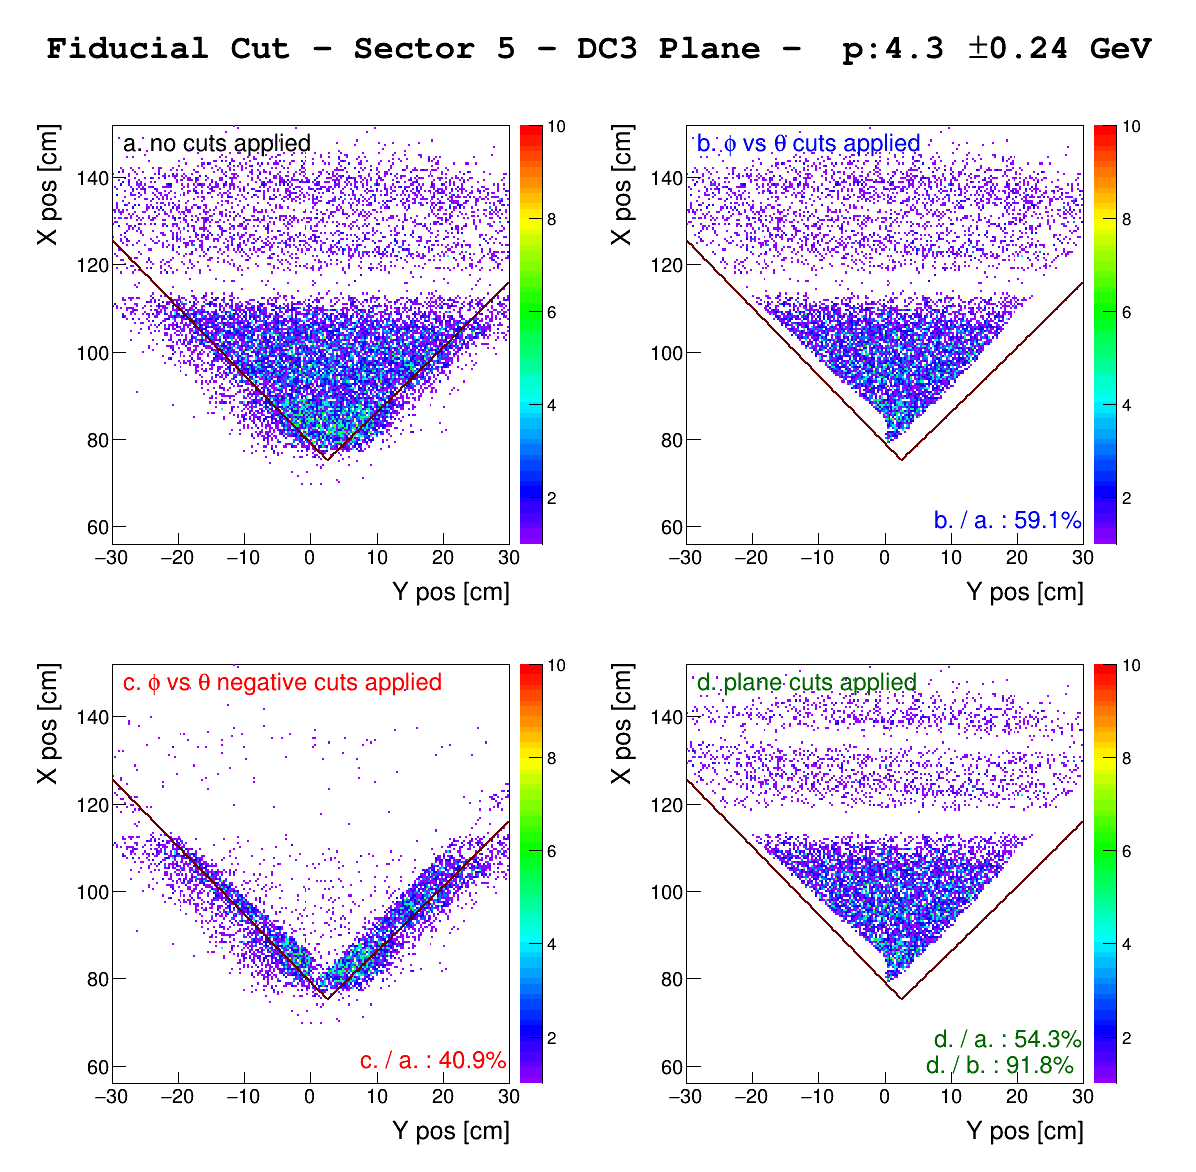 Fiducial Cut − Sector 5 − DC3 Plane − p:4.3 ±0.24 GeV
a. no cuts applied
X pos [cm]
140
120
100
80
60
−30 −20 −10 0 10 20 30
Y pos [cm]
10
8
6
4
2
b. ϕ vs θ cuts applied
X pos [cm]
140
120
100
80
60
b. / a. : 59.1%
−30 −20 −10 0 10 20 30
Y pos [cm]
10
8
6
4
2
c. ϕ vs θ negative cuts applied
X pos [cm]
140
120
100
80
60
c. / a. : 40.9%
−30 −20 −10 0 10 20 30
Y pos [cm]
10
8
6
4
2
d. plane cuts applied
X pos [cm]
140
120
100
80
60
d. / a. : 54.3%
d. / b. : 91.8%
−30 −20 −10 0 10 20 30
Y pos [cm]
10
8
6
4
2